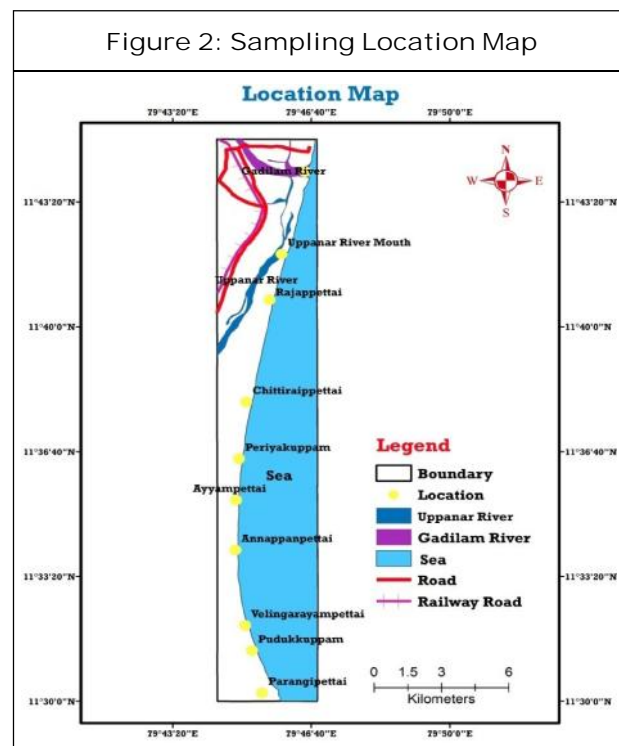 Figure 2: Sampling Location Map
Location Map
79°43'20"E 79°46'40"E 79°50'0"E
N
W E
S
Gadilam River
11°43'20"N 11°43'20"N
Uppanar River Mouth
Uppanar River
Rajappettai
11°40'0"N 11°40'0"N
Chittiraippettai
11°36'40"N 11°36'40"N
Periyakuppam
Sea
Ayyampettai
Annappanpettai
11°33'20"N 11°33'20"N
Velingarayampettai
Pudukkuppam
Parangipettai
11°30'0"N 11°30'0"N
Legend
Boundary
Location
Uppanar River
Gadilam River
Sea
Road
Railway Road
0 1.5 3 6
Kilometers
79°43'20"E 79°46'40"E 79°50'0"E